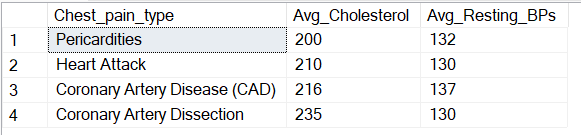 Chest_pain_type Avg_Cholesterol Avg_Resting_BPs
1 Pericardities 200 132
2 Heart Attack 210 130
3 Coronary Artery Disease (CAD) 216 137
4 Coronary Artery Dissection 235 130